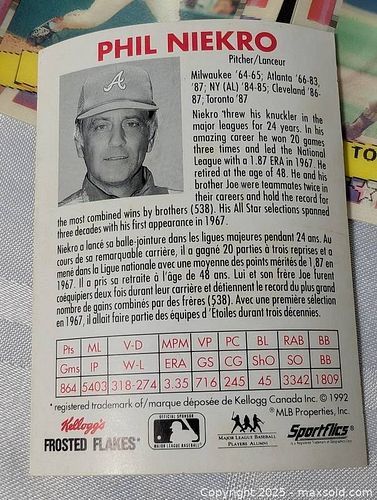 PHIL NIEKRO
Pitcher/Lanceur
Milwaukee '64-65; Atlanta '66-83,
'87; NY (AL) '84-85; Cleveland '86-
87; Toronto '87
Niekro threw his knuckler in the
major leagues for 24 years. In his
amazing career he won 20 games
three times and led the National
League with a 1.87 ERA in 1967. He
retired at the age of 48. He and his
brother Joe were teammates twice in
their careers and hold the record for
the most combined wins by brothers (538). His All Star selections spanned
three decades with his first appearance in 1967.
Niekro a lancé sa balle-jointure dans les ligues majeures pendant 24 ans. Au
cours de sa remarquable carrière, il a gagné 20 parties à trois reprises et a
mené dans la Ligue nationale avec une moyenne des points mérités de 1,87 en
1967. Il a pris sa retraite à l'âge de 48 ans. Lui et son frère Joe furent
coéquipiers deux fois durant leur carrière et détiennent le record du plus grand
nombre de gains combinés par des frères (538). Avec une première sélection
en 1967, il allait faire partie des équipes d'Etoiles durant trois décennies.
Pts ML V-D MPM VP PC BL RAB BB
Gms IP W-L ERA GS CG ShO SO BB
864 5403 318-274 3.35 716 245 45 3342 1809
*registered trademark of/marque déposée de Kellogg Canada Inc. © 1992
® MLB Properties, Inc.
Kellogg's
FROSTED FLAKES*
OFFICIAL SPONSOR
MAJOR LEAGUE BASEBALL
MAJOR LEAGUE BASEBALL
PLAYERS ALUMNI
Sportflics®
A
TO
Copyright 2025 - maxsold.com